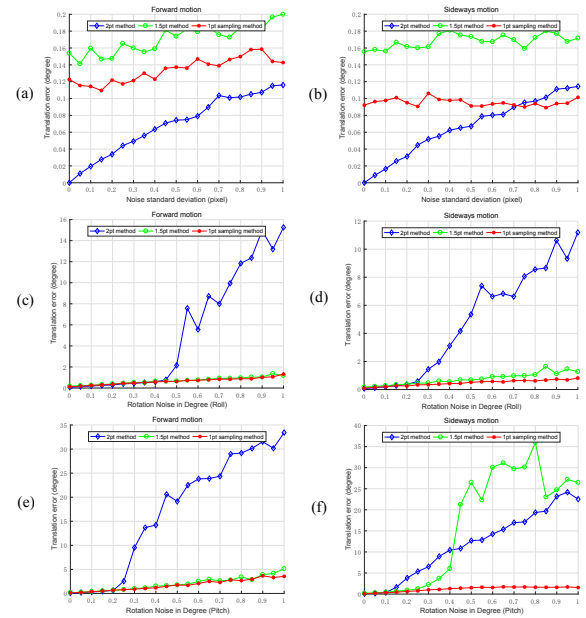 Forward motion
2pt method 1.5pt method 1pt sampling method
Translation error (degree)
0 0.02 0.04 0.06 0.08 0.1 0.12 0.14 0.16 0.18 0.2
0 0.1 0.2 0.3 0.4 0.5 0.6 0.7 0.8 0.9 1
Noise standard deviation (pixel)
(a)
Sideways motion
2pt method 1.5pt method 1pt sampling method
Translation error (degree)
0 0.02 0.04 0.06 0.08 0.1 0.12 0.14 0.16 0.18 0.2
0 0.1 0.2 0.3 0.4 0.5 0.6 0.7 0.8 0.9 1
Noise standard deviation (pixel)
(b)
Forward motion
2pt method 1.5pt method 1pt sampling method
Translation error (degree)
2 4 6 8 10 12 14 16
0 0.1 0.2 0.3 0.4 0.5 0.6 0.7 0.8 0.9 1
Rotation Noise in Degree (Roll)
(c)
Sideways motion
2pt method 1.5pt method 1pt sampling method
Translation error (degree)
0 2 4 6 8 10 12
0 0.1 0.2 0.3 0.4 0.5 0.6 0.7 0.8 0.9 1
Rotation Noise in Degree (Roll)
(d)
Forward motion
2pt method 1.5pt method 1pt sampling method
Translation error (degree)
0 5 10 15 20 25 30 35
0 0.1 0.2 0.3 0.4 0.5 0.6 0.7 0.8 0.9 1
Rotation Noise in Degree (Pitch)
(e)
Sideways motion
2pt method 1.5pt method 1pt sampling method
Translation error (degree)
0 5 10 15 20 25 30 35 40
0 0.1 0.2 0.3 0.4 0.5 0.6 0.7 0.8 0.9 1
Rotation Noise in Degree (Pitch)
(f)